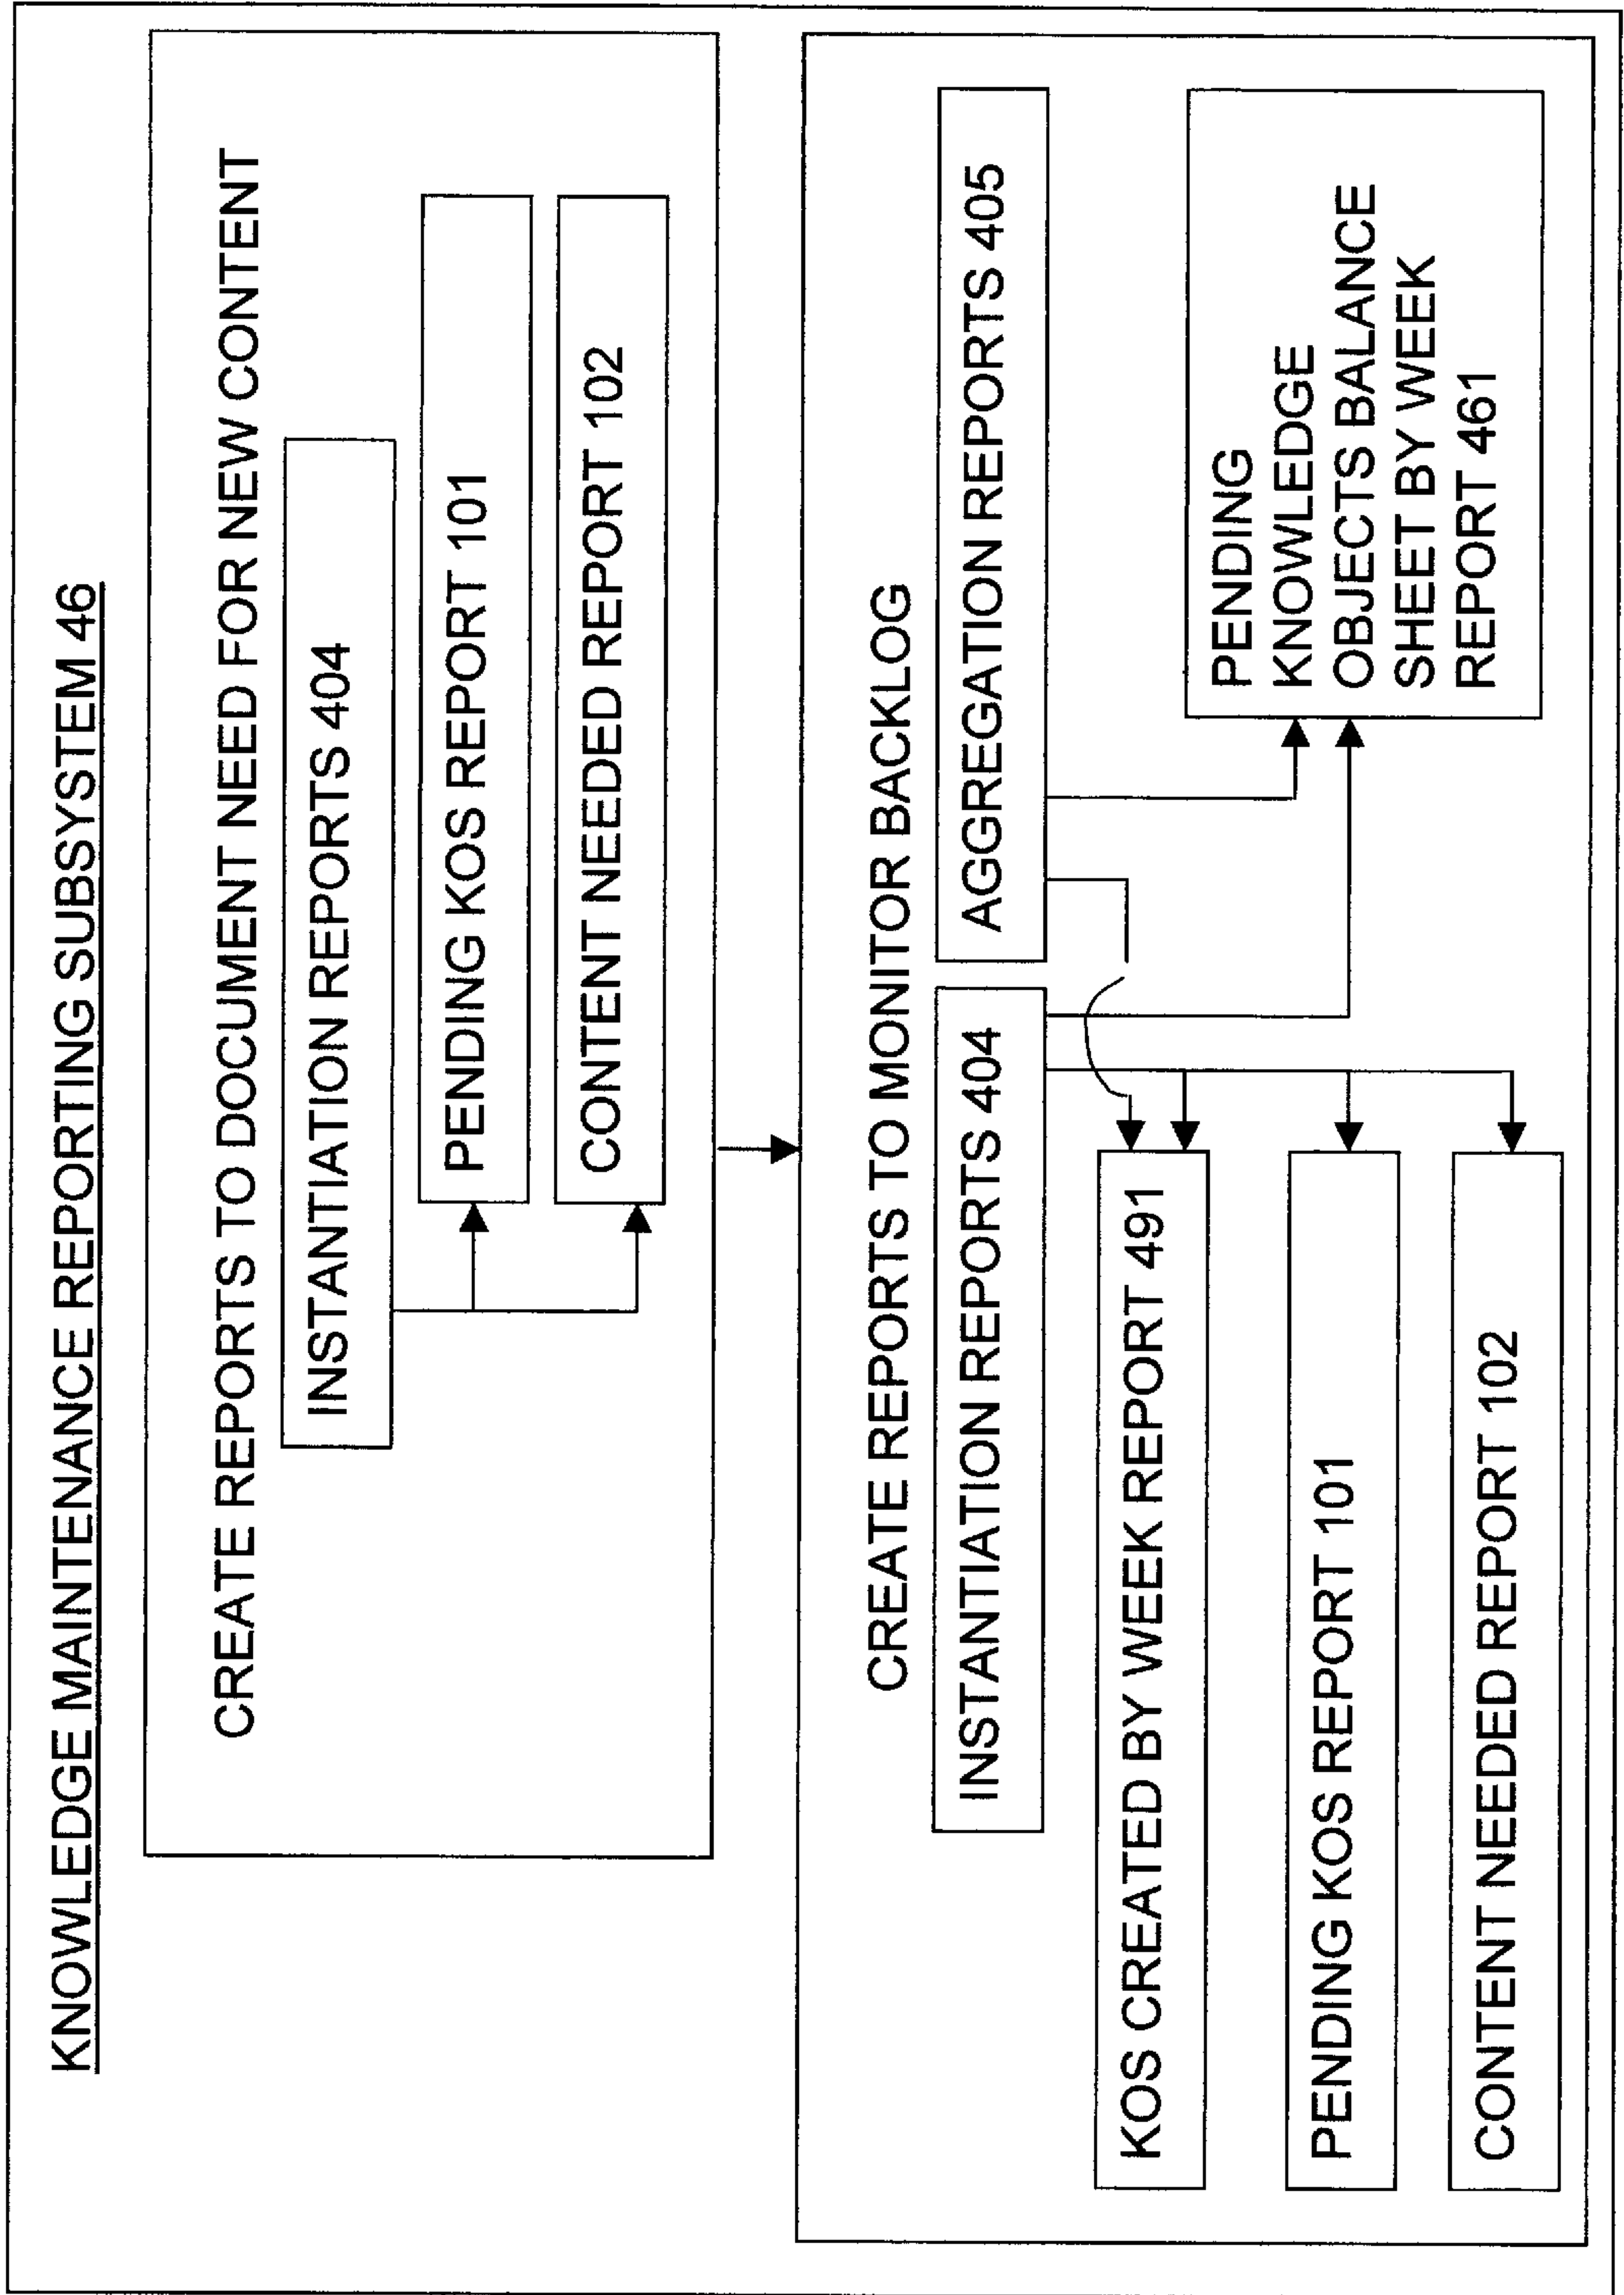 KNOWLEDGE MAINTENANCE REPORTING SUBSYSTEM 46
CREATE REPORTS TO DOCUMENT NEED FOR NEW CONTENT
INSTANTIATION REPORTS 404
PENDING KOS REPORT 101
CONTENT NEEDED REPORT 102
CREATE REPORTS TO MONITOR BACKLOG
INSTANTIATION REPORTS 404
AGGREGATION REPORTS 405
KOS CREATED BY WEEK REPORT 491
PENDING KOS REPORT 101
CONTENT NEEDED REPORT 102
PENDING
KNOWLEDGE
OBJECTS BALANCE
SHEET BY WEEK
REPORT 461